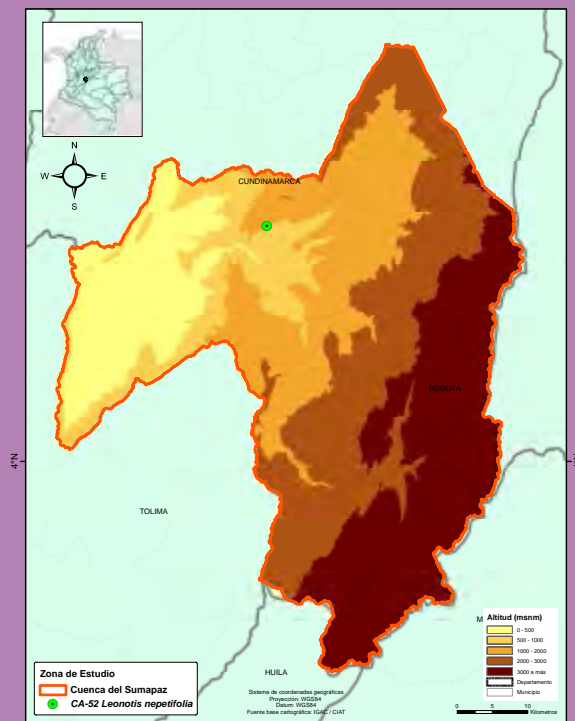 N
W E
S
CUNDINAMARCA
BOGOTÁ
4°N
TOLIMA
HUILA
M
Zona de Estudio
Cuenca del Sumapaz
CA-52 Leonotis nepetifolia
Sistema de coordenadas geográficas
Proyección: WGS84
Datum: WGS84
Fuente base cartográfica: IGAC / CIAT
Altitud (msnm)
0 - 500
500 - 1000
1000 - 2000
2000 - 3000
3000 a más
Departamento
Municipio
0 5 10
Kilometros